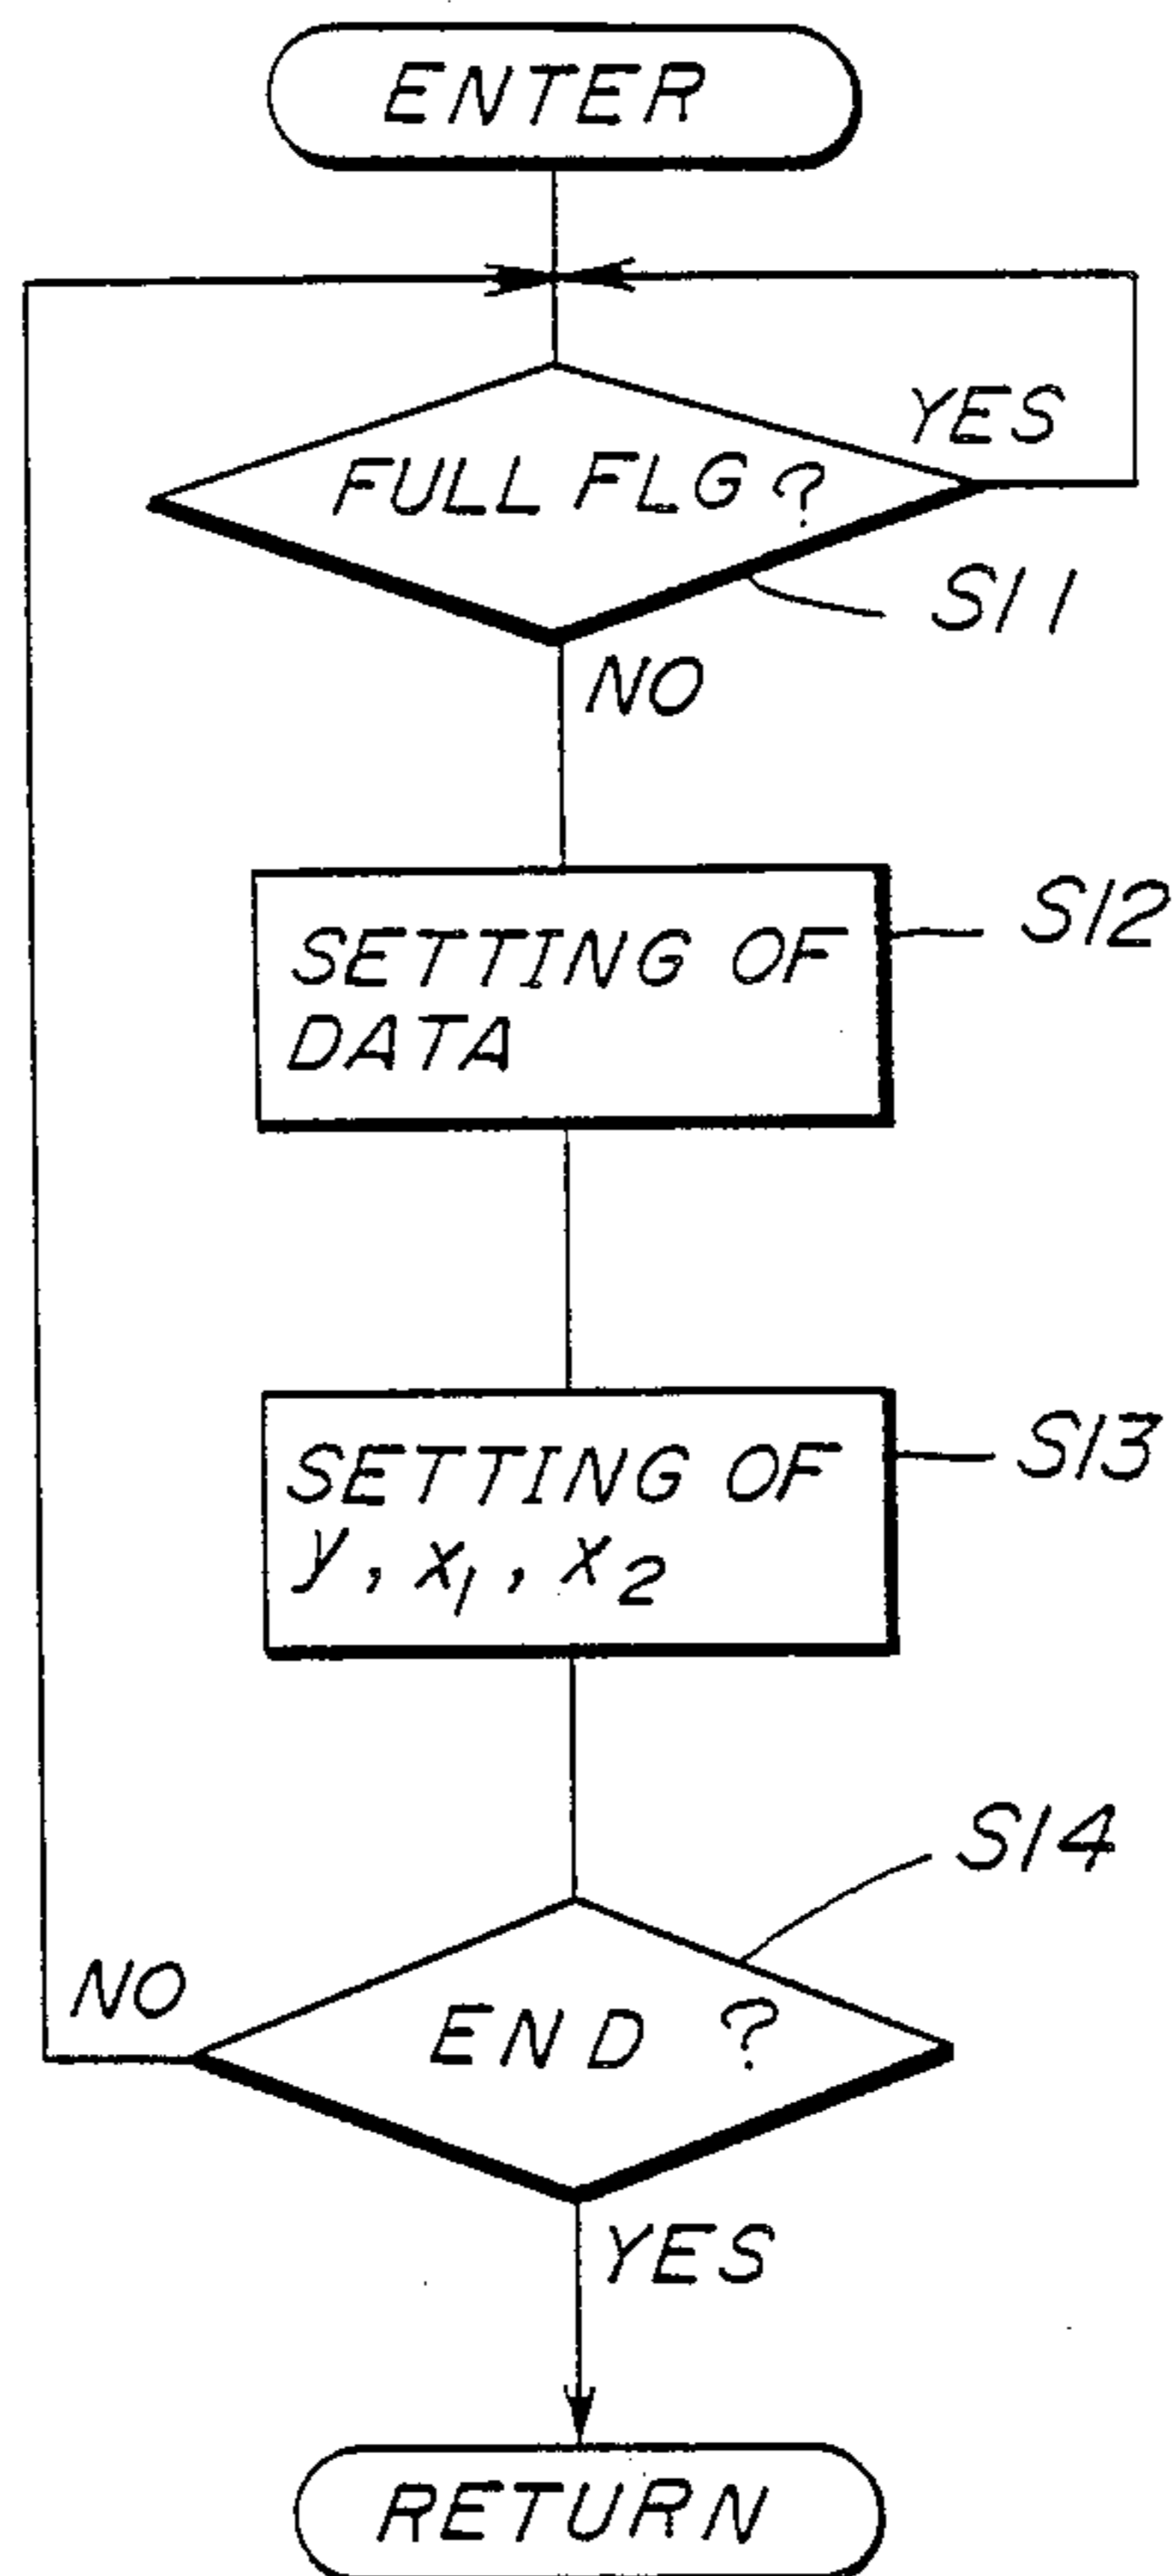 ENTER
YES
FULL FLG?
S11
NO
SETTING OF
DATA
S12
SETTING OF
y, x₁, x₂
S13
S14
NO
END ?
YES
RETURN